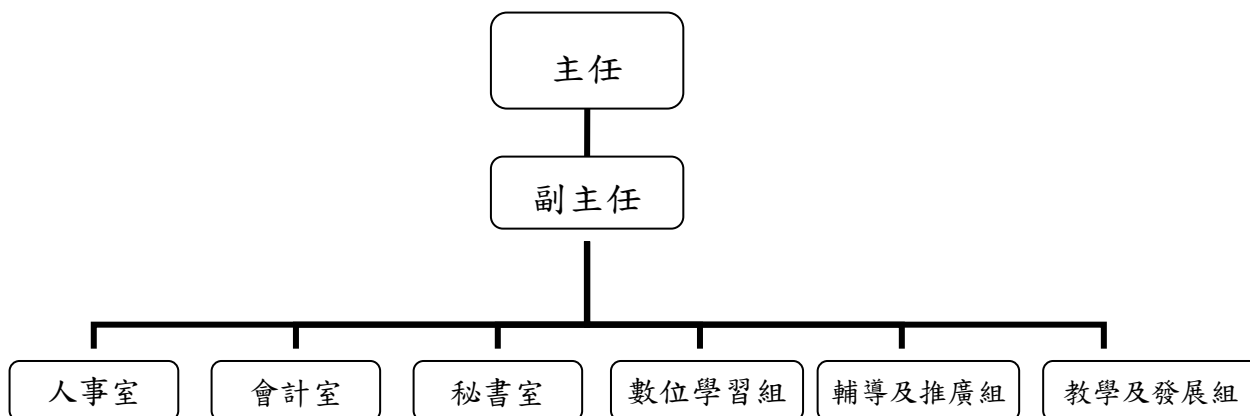 主任
副主任
人事室
會計室
秘書室
數位學習組
輔導及推廣組
教學及發展組